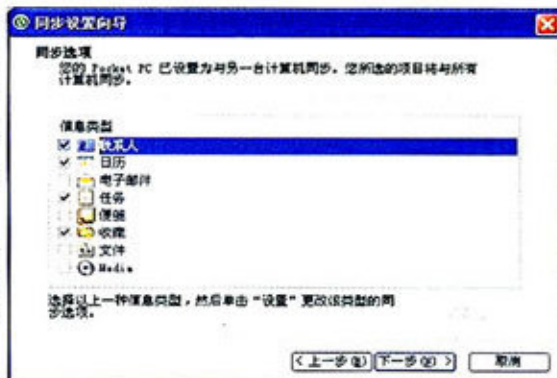 同步设置向导
同步选项
您的 Pocket PC 已设置为与另一台计算机同步。您所选的项目将与所有
计算机同步。
信息类型
联系人
日历
电子邮件
任务
便笺
收藏
文件
Media
选择以上一种信息类型，然后单击“设置”更改该类型的同
步选项。
< 上一步(B) 下一步(N) > 取消